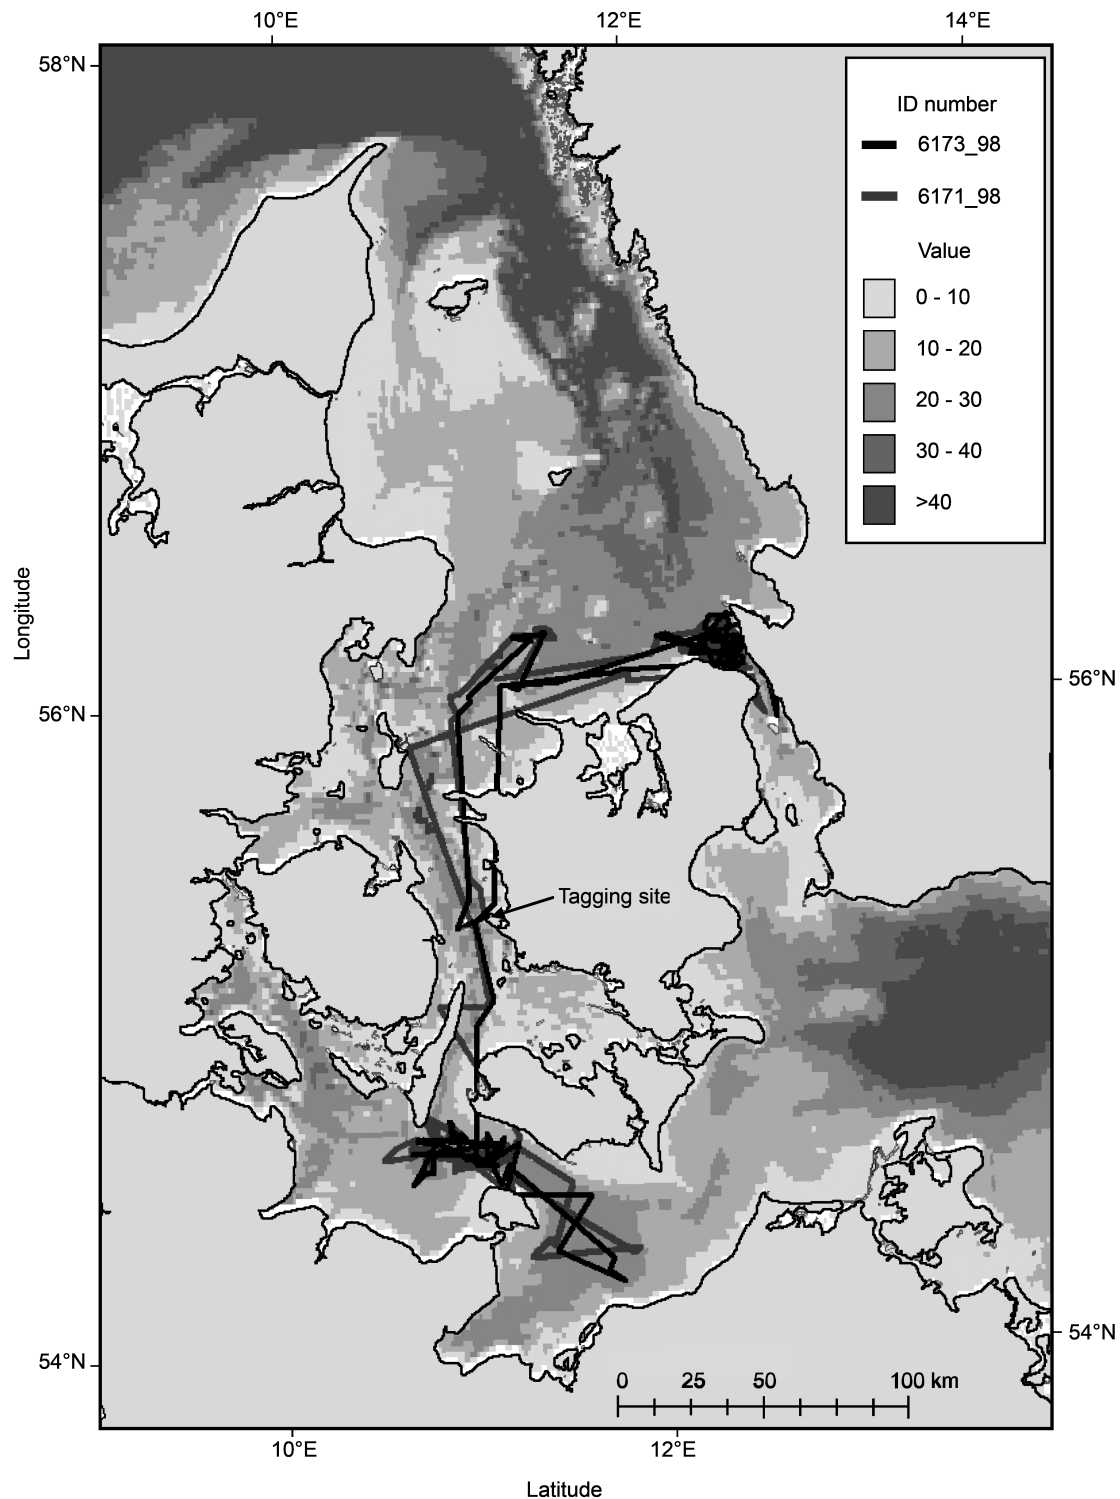 10°E
12°E
14°E
58°N
ID number
6173_98
6171_98
Value
0 - 10
10 - 20
20 - 30
30 - 40
>40
Longitude
56°N
56°N
Tagging site
54°N
54°N
0 25 50 100 km
10°E
12°E
Latitude